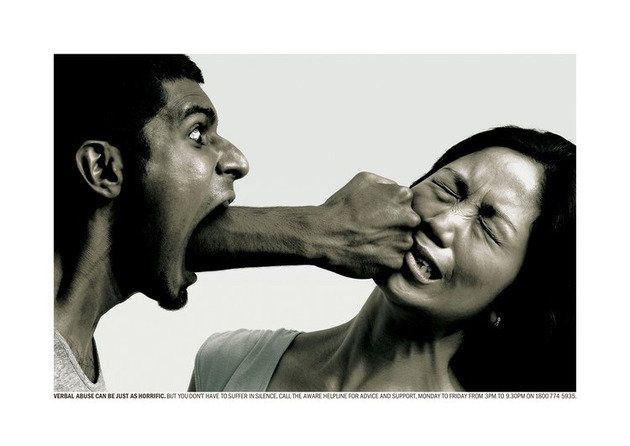 VERBAL ABUSE CAN BE JUST AS HORRIFIC. BUT YOU DON'T HAVE TO SUFFER IN SILENCE. CALL THE AWARE HELPLINE FOR ADVICE AND SUPPORT, MONDAY TO FRIDAY FROM 3PM TO 9.30PM ON 1800 774 5935.